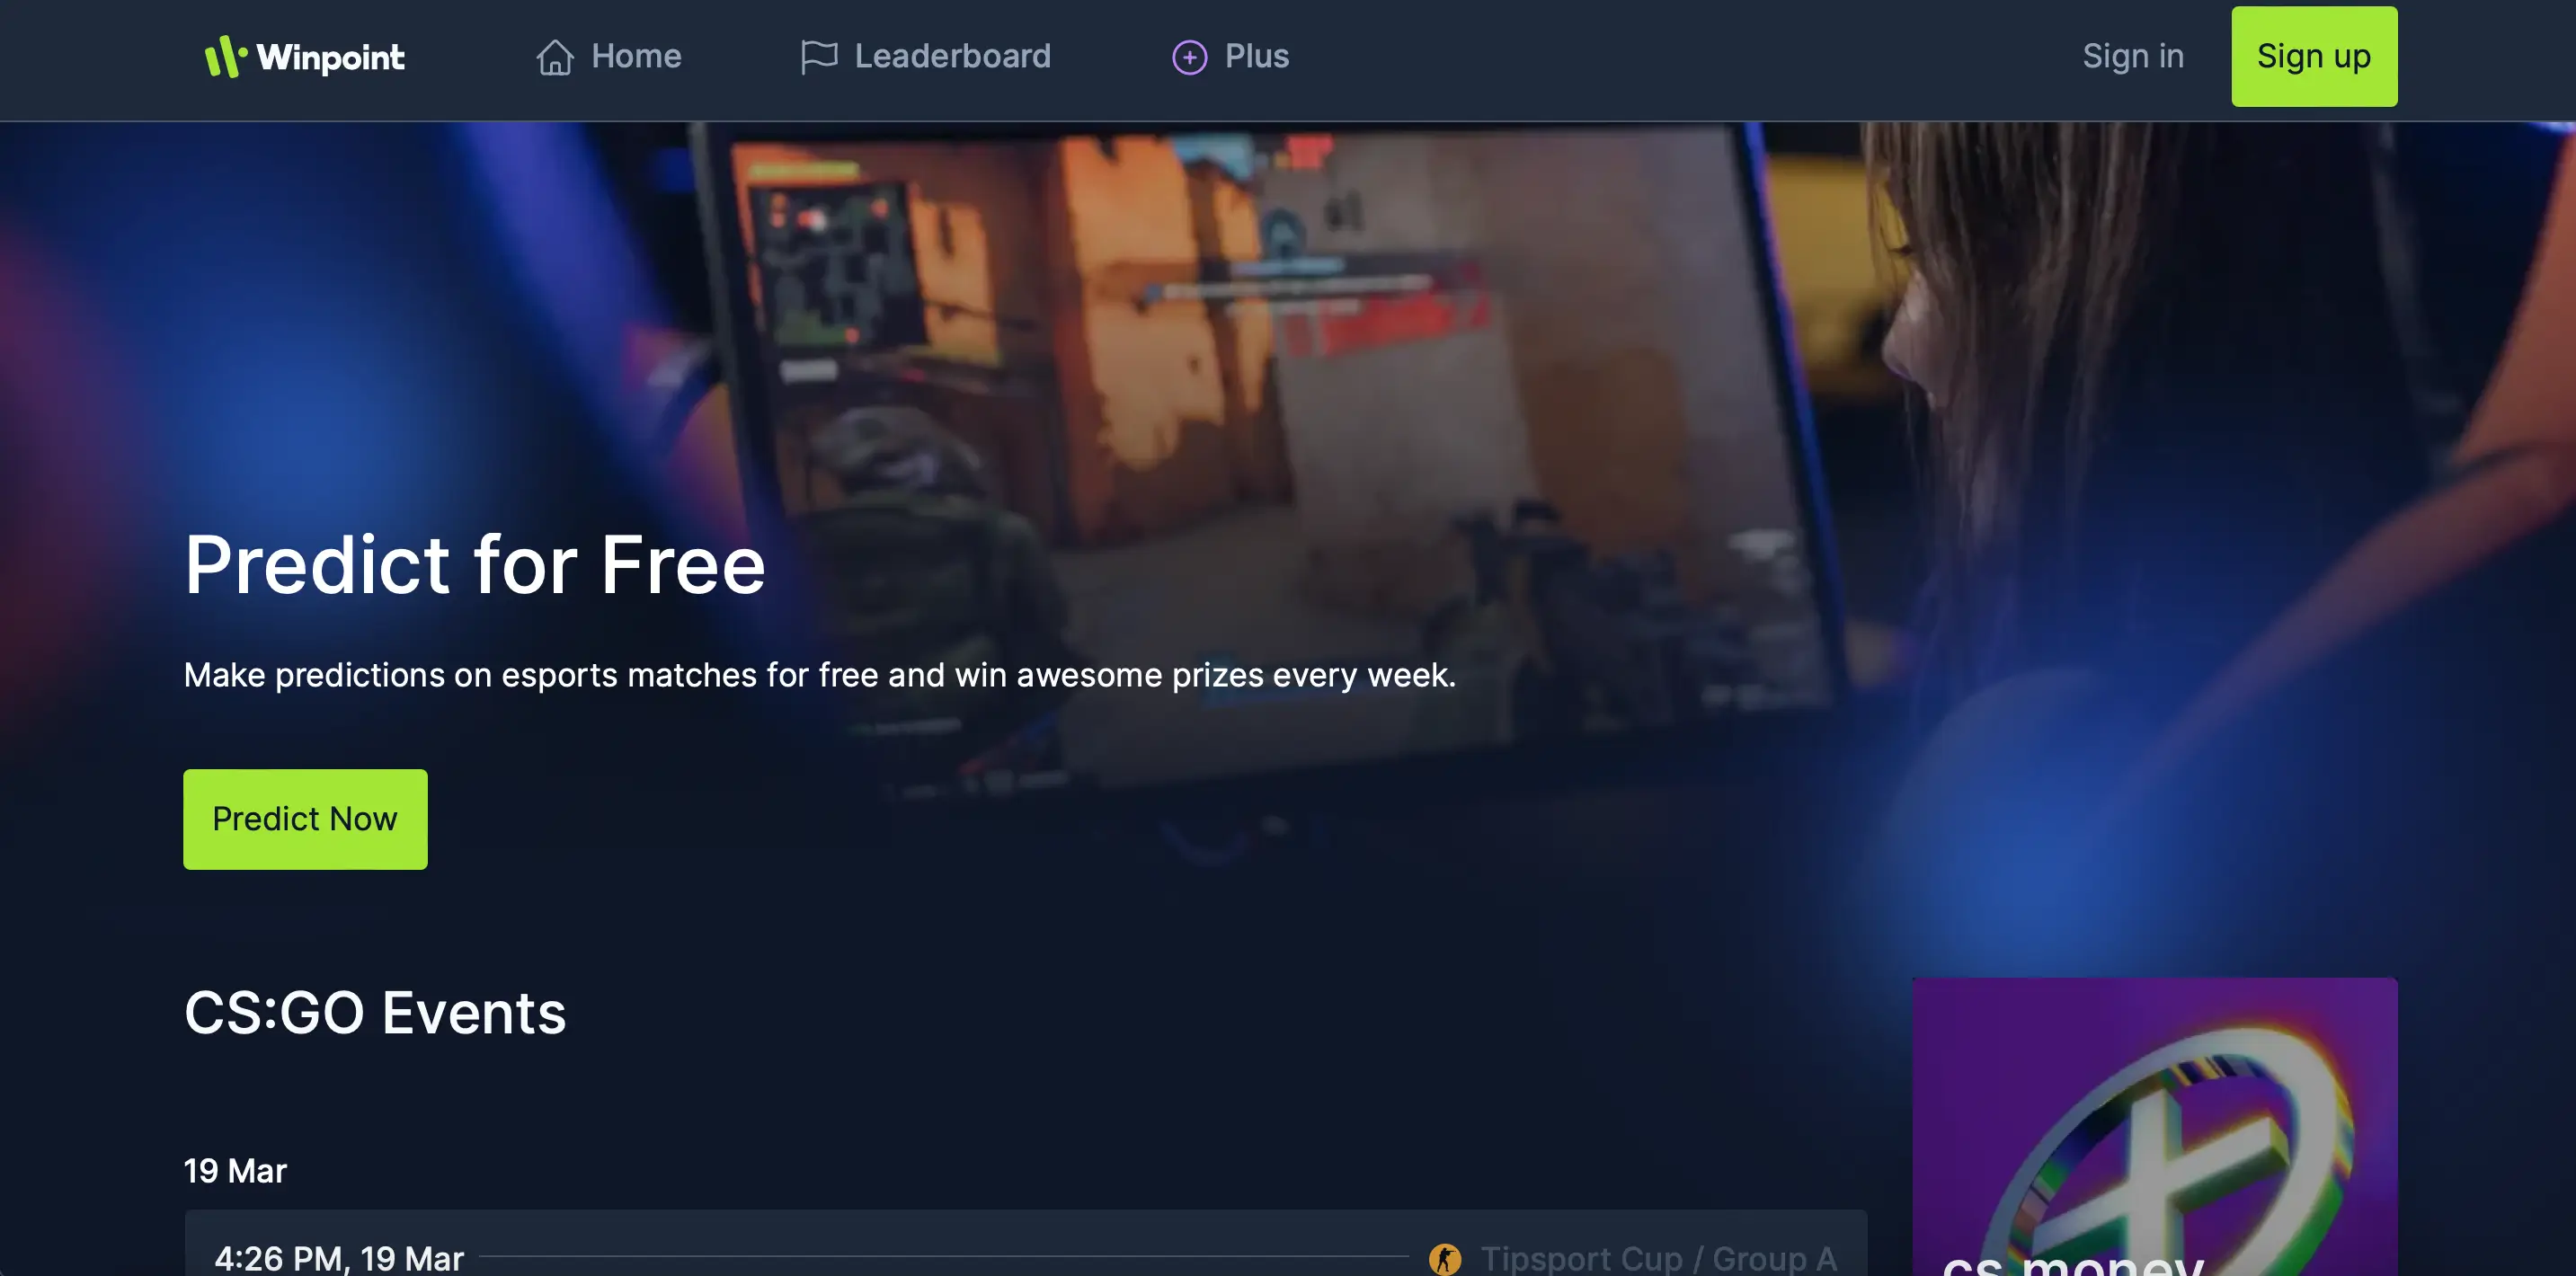 Winpoint
Home
Leaderboard
Plus
Sign in
Sign up
Predict for Free
Make predictions on esports matches for free and win awesome prizes every week.
Predict Now
CS:GO Events
19 Mar
4:26 PM, 19 Mar
Tipsport Cup / Group A
cs.money